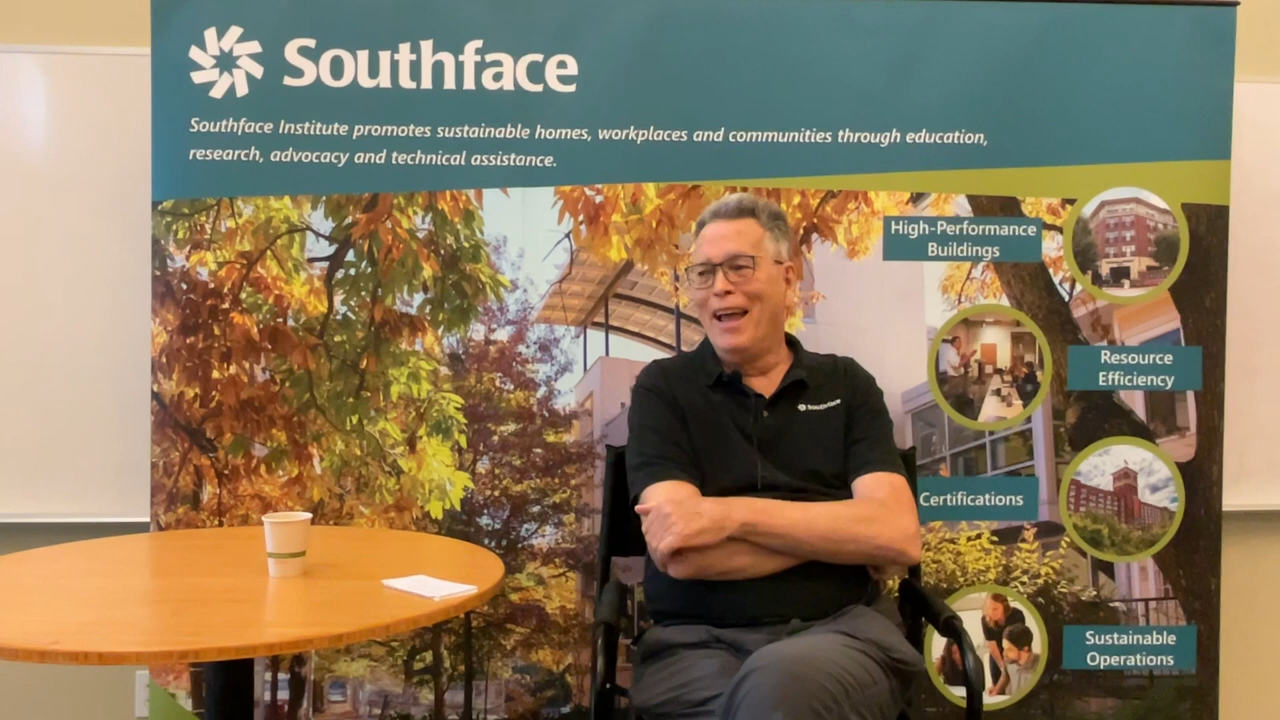 Southface
Southface Institute promotes sustainable homes, workplaces and communities through education,
research, advocacy and technical assistance.
High-Performance
Buildings
Resource
Efficiency
Southface
Certifications
Sustainable
Operations